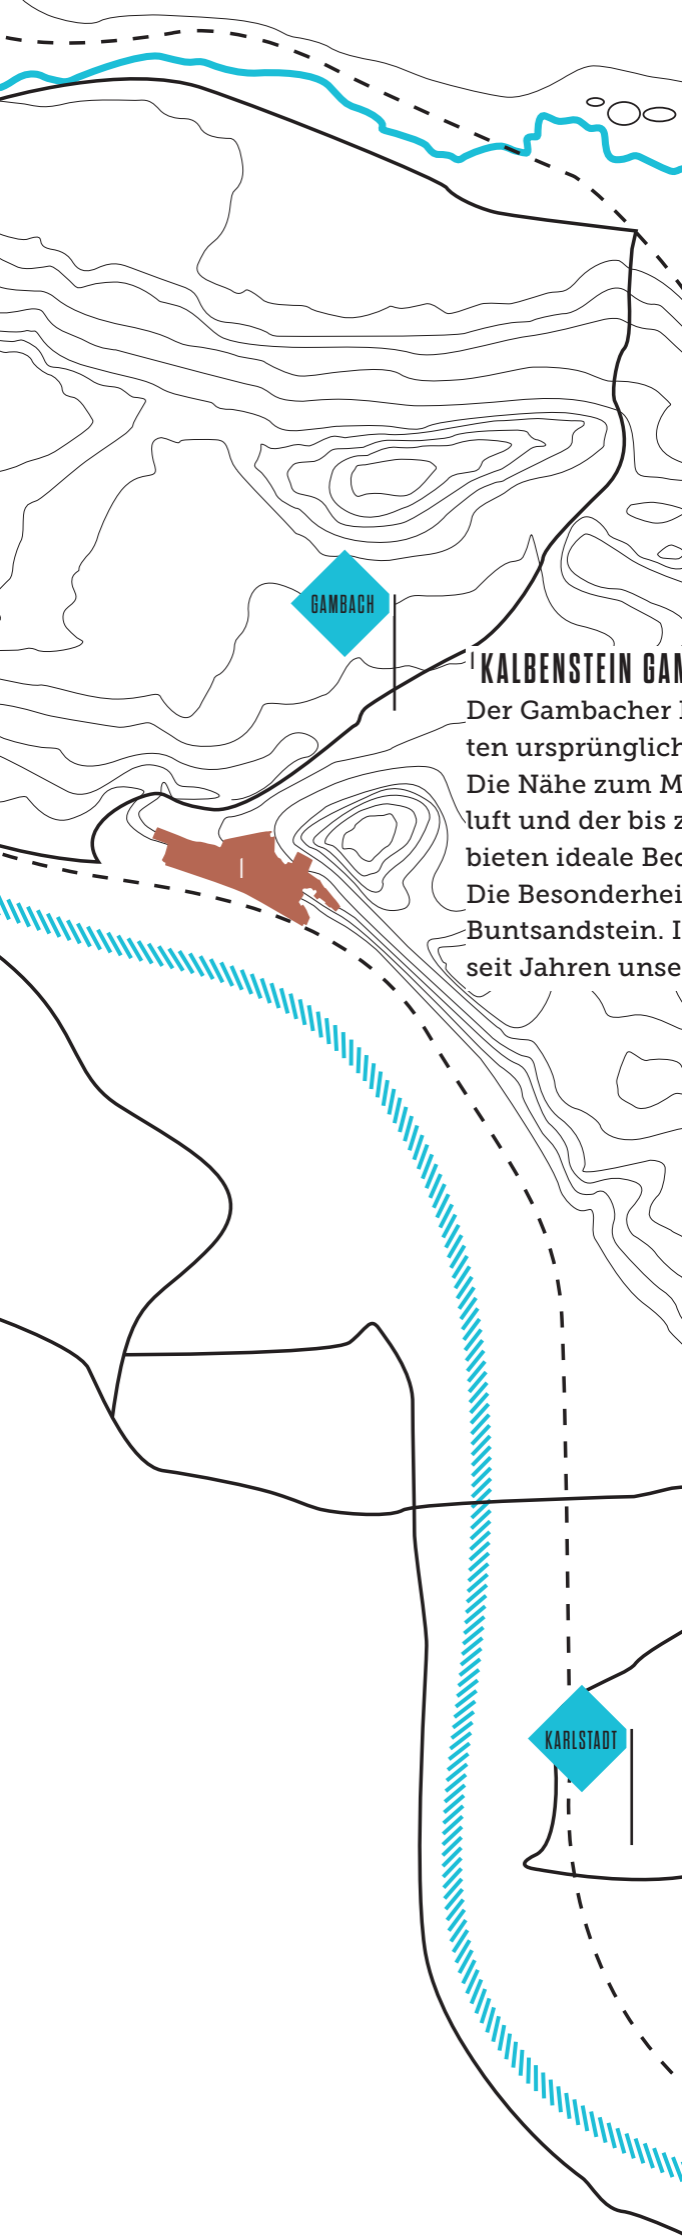 GAMBACH
I KALBENSTEIN GAM
Der Gambacher
ten ursprünglich
Die Nähe zum M
luft und der bis z
bieten ideale Bed
Die Besonderhei
Buntsandstein. I
seit Jahren unse
I
KARLSTADT